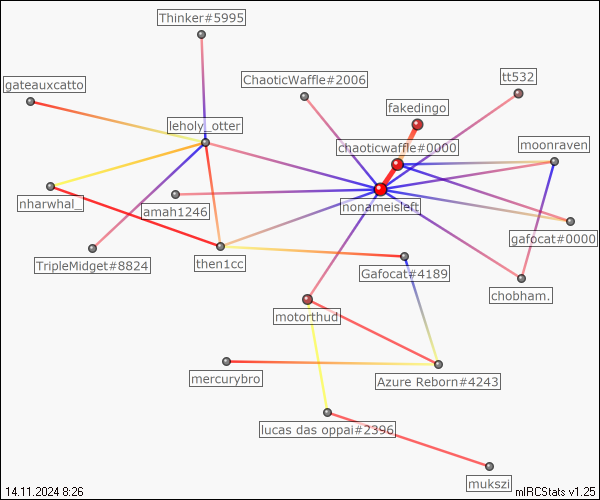 Thinker#5995
ChaoticWaffle#2006
tt532
gateauxcatto
fakedingo
leholy_otter
chaoticwaffle#0000
moonraven
nharwhal_
amah1246
nonameisleft
gafocat#0000
TripleMidget#8824
then1cc
Gafocat#4189
chobham.
motorthud
mercurybro
Azure Reborn#4243
lucas das oppai#2396
mukszi
14.11.2024 8:26
mIRCStats v1.25